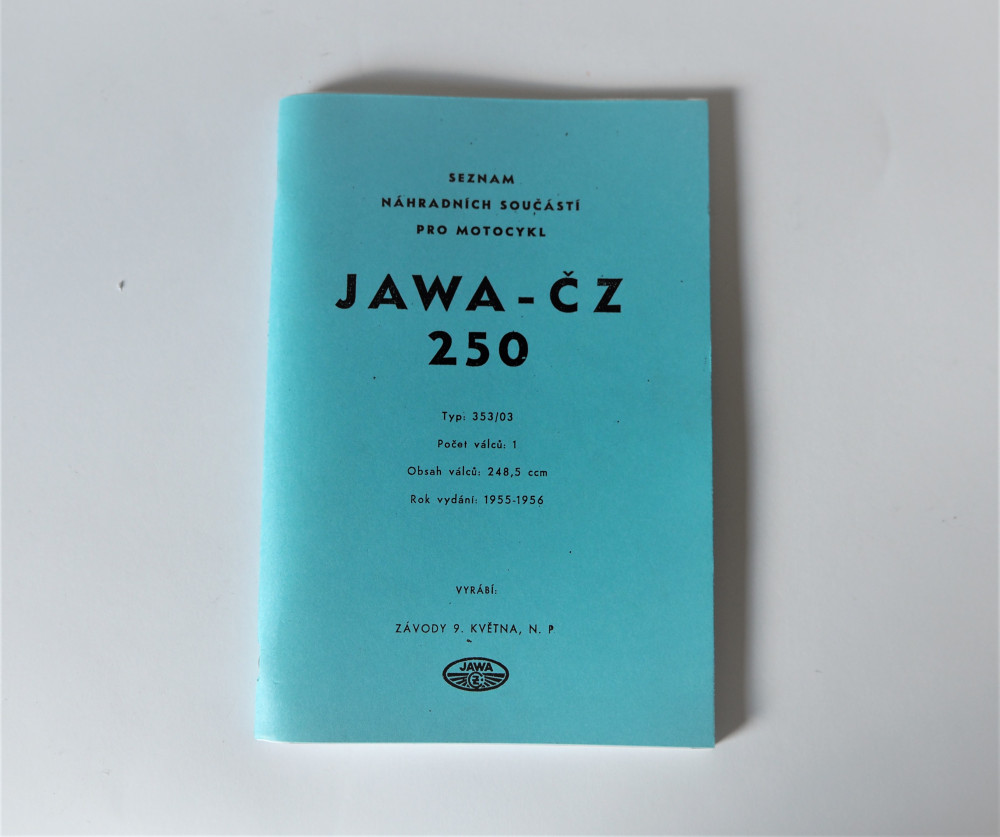 SEZNAM
NÁHRADNÍCH SOUČÁSTÍ
PRO MOTOCYKL
JAWA-ČZ
250
Typ: 353/03
Počet válců: 1
Obsah válců: 248,5 ccm
Rok vydání: 1955-1956
VYRÁBÍ:
ZÁVODY 9. KVĚTNA, N. P
JAWA